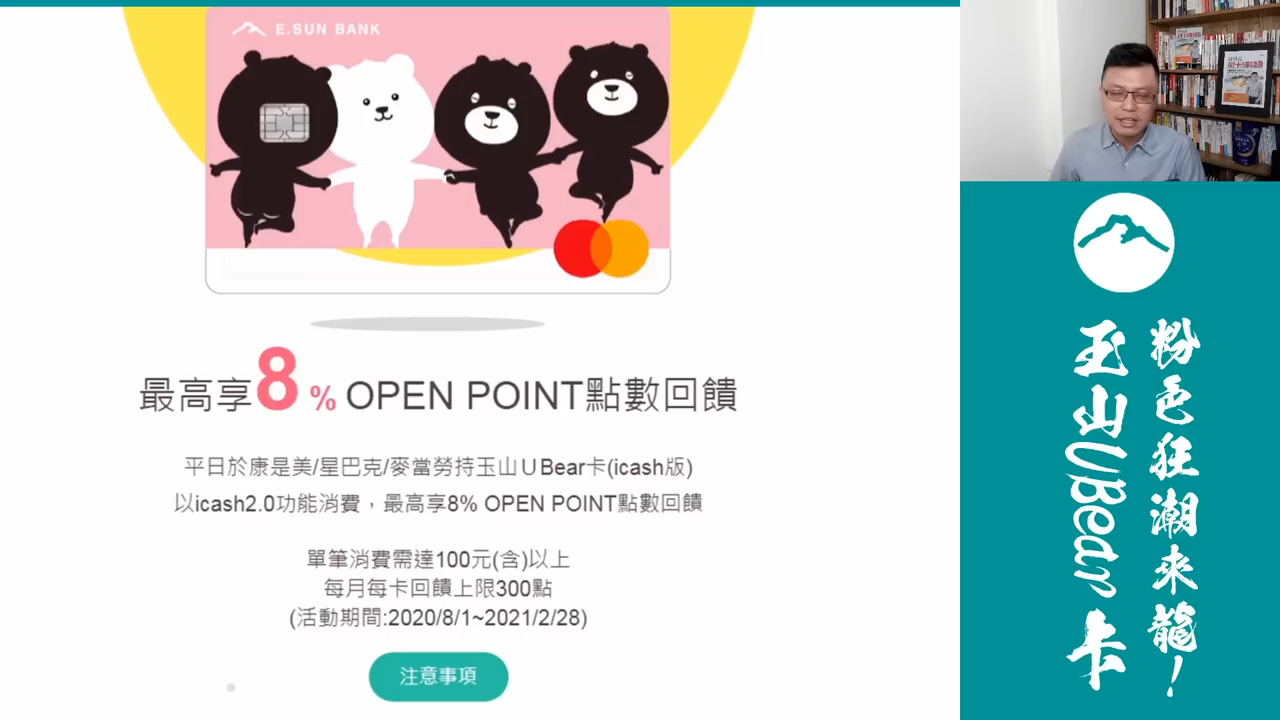 E.SUN BANK
最高享8% OPEN POINT點數回饋
平日於康是美/星巴克/麥當勞持玉山UBear卡(icash版)
以icash2.0功能消費，最高享8% OPEN POINT點數回饋
單筆消費需達100元(含)以上
每月每卡回饋上限300點
(活動期間:2020/8/1~2021/2/28)
注意事項
粉色狂潮來襲！
玉山UBear卡